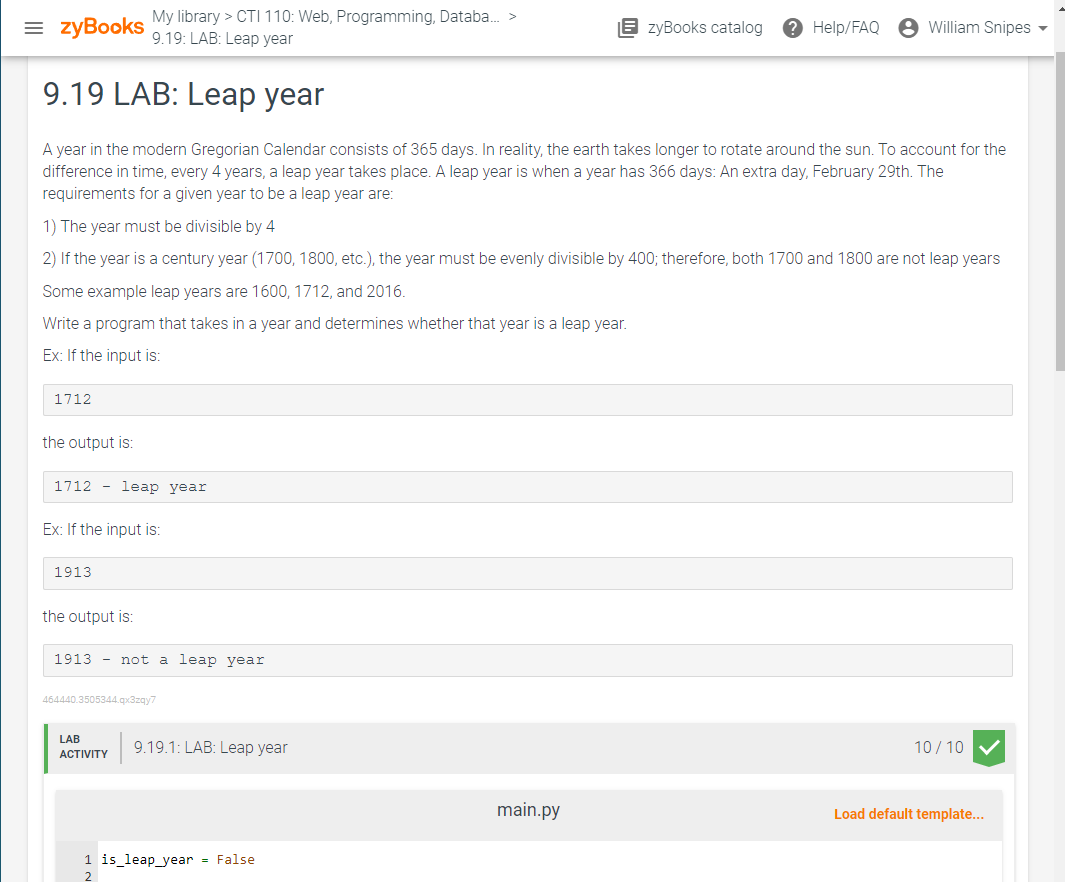 zyBooks
My library > CTI 110: Web, Programming, Databa... >
9.19: LAB: Leap year
zyBooks catalog
Help/FAQ
William Snipes
9.19 LAB: Leap year
A year in the modern Gregorian Calendar consists of 365 days. In reality, the earth takes longer to rotate around the sun. To account for the
difference in time, every 4 years, a leap year takes place. A leap year is when a year has 366 days: An extra day, February 29th. The
requirements for a given year to be a leap year are:
1) The year must be divisible by 4
2) If the year is a century year (1700, 1800, etc.), the year must be evenly divisible by 400; therefore, both 1700 and 1800 are not leap years
Some example leap years are 1600, 1712, and 2016.
Write a program that takes in a year and determines whether that year is a leap year.
Ex: If the input is:
1712
the output is:
1712 - leap year
Ex: If the input is:
1913
the output is:
1913 - not a leap year
464440.3505344.qx3zqy7
LAB
ACTIVITY
9.19.1: LAB: Leap year
10 / 10
main.py
Load default template...
1 is_leap_year = False
2